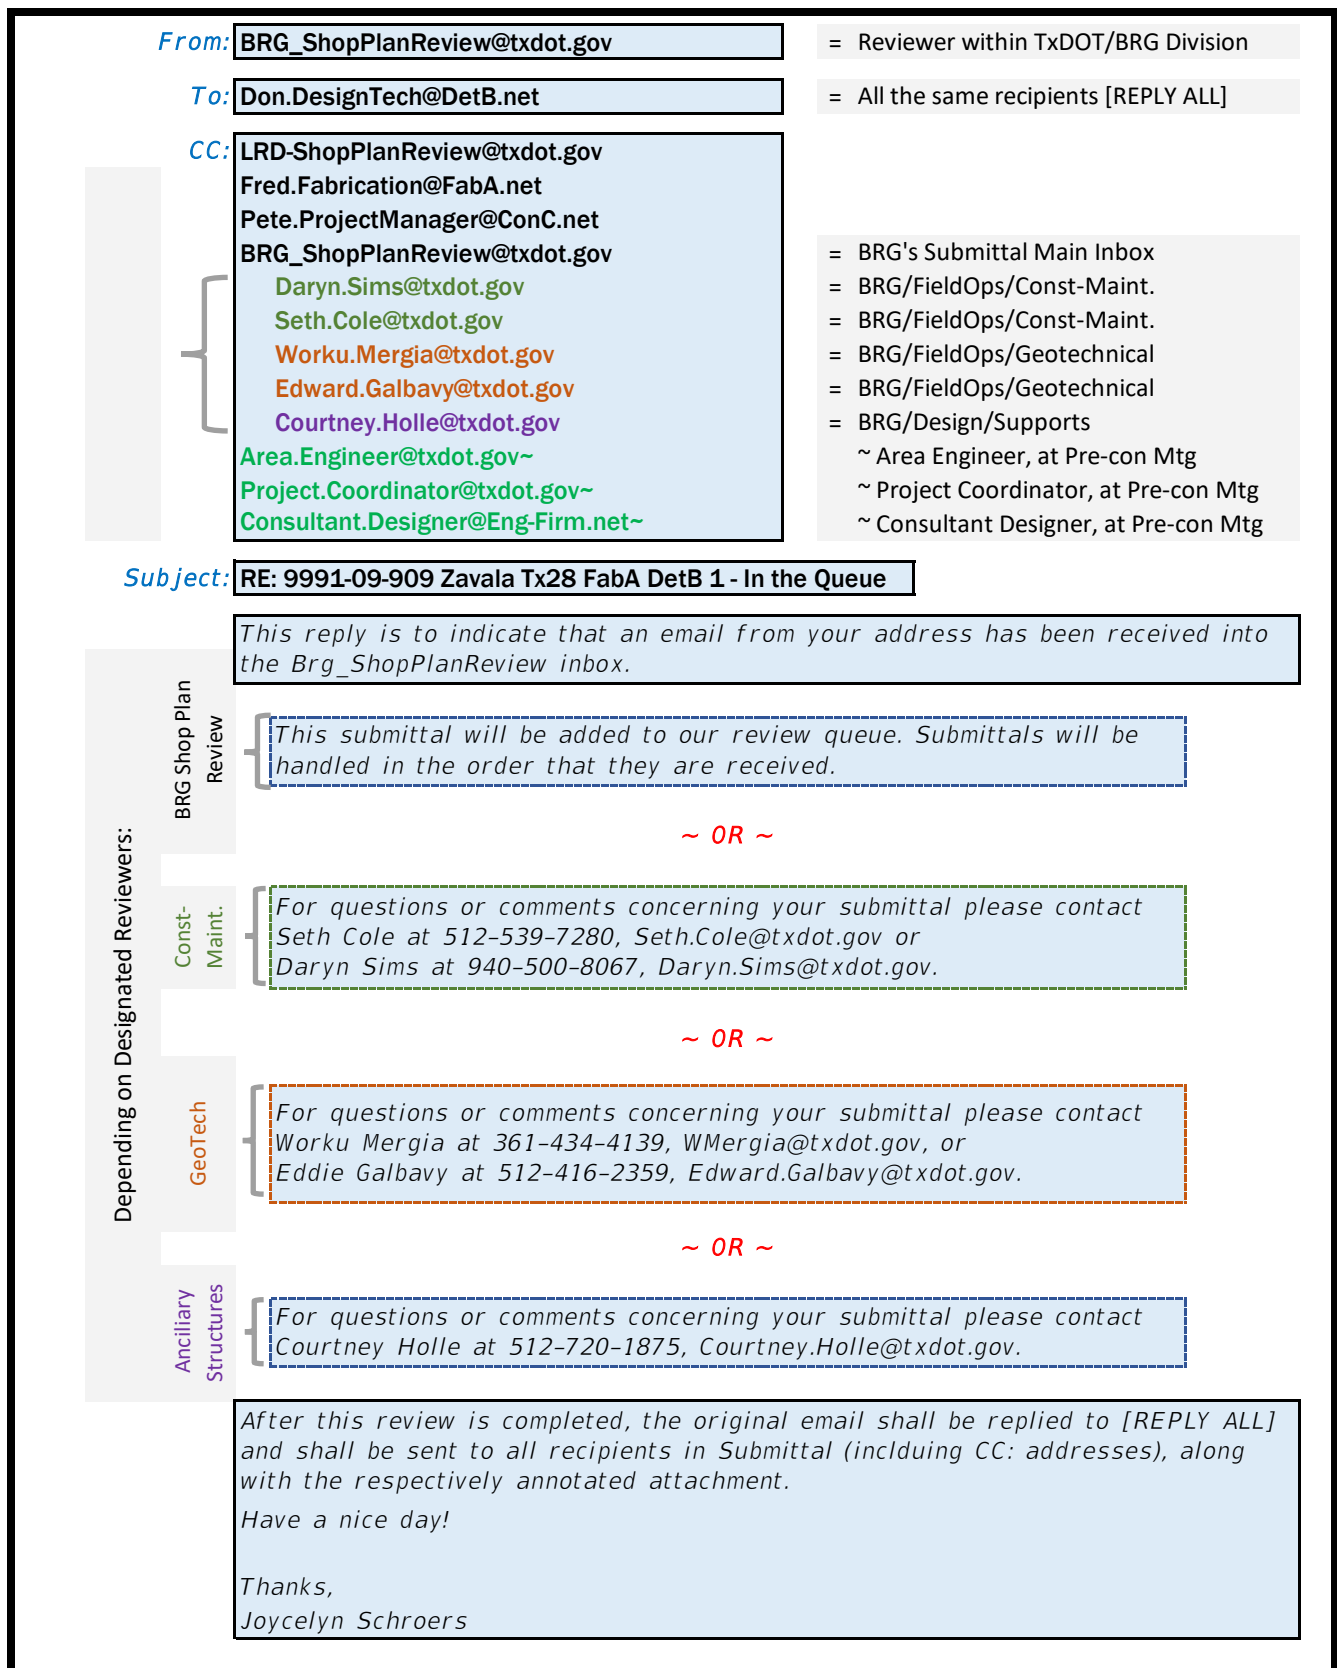 From: BRG_ShopPlanReview@txdot.gov = Reviewer within TxDOT/BRG Division
To: Don.DesignTech@DetB.net = All the same recipients [REPLY ALL]
CC: LRD-ShopPlanReview@txdot.gov
Fred.Fabrication@FabA.net
Pete.ProjectManager@ConC.net
BRG_ShopPlanReview@txdot.gov = BRG's Submittal Main Inbox
Daryn.Sims@txdot.gov = BRG/FieldOps/Const-Maint.
Seth.Cole@txdot.gov = BRG/FieldOps/Const-Maint.
Worku.Mergia@txdot.gov = BRG/FieldOps/Geotechnical
Edward.Galbavy@txdot.gov = BRG/FieldOps/Geotechnical
Courtney.Holle@txdot.gov = BRG/Design/Supports
Area.Engineer@txdot.gov~ ~ Area Engineer, at Pre-con Mtg
Project.Coordinator@txdot.gov~ ~ Project Coordinator, at Pre-con Mtg
Consultant.Designer@Eng-Firm.net~ ~ Consultant Designer, at Pre-con Mtg
Subject: RE: 9991-09-909 Zavala Tx28 FabA DetB 1 - In the Queue
This reply is to indicate that an email from your address has been received into
the Brg_ShopPlanReview inbox.
Depending on Designated Reviewers:
BRG Shop Plan
Review
This submittal will be added to our review queue. Submittals will be
handled in the order that they are received.
~ OR ~
Const-
Maint.
For questions or comments concerning your submittal please contact
Seth Cole at 512-539-7280, Seth.Cole@txdot.gov or
Daryn Sims at 940-500-8067, Daryn.Sims@txdot.gov.
~ OR ~
GeoTech
For questions or comments concerning your submittal please contact
Worku Mergia at 361-434-4139, WMergia@txdot.gov, or
Eddie Galbavy at 512-416-2359, Edward.Galbavy@txdot.gov.
~ OR ~
Anciliary
Structures
For questions or comments concerning your submittal please contact
Courtney Holle at 512-720-1875, Courtney.Holle@txdot.gov.
After this review is completed, the original email shall be replied to [REPLY ALL]
and shall be sent to all recipients in Submittal (inclduing CC: addresses), along
with the respectively annotated attachment.
Have a nice day!
Thanks,
Joycelyn Schroers